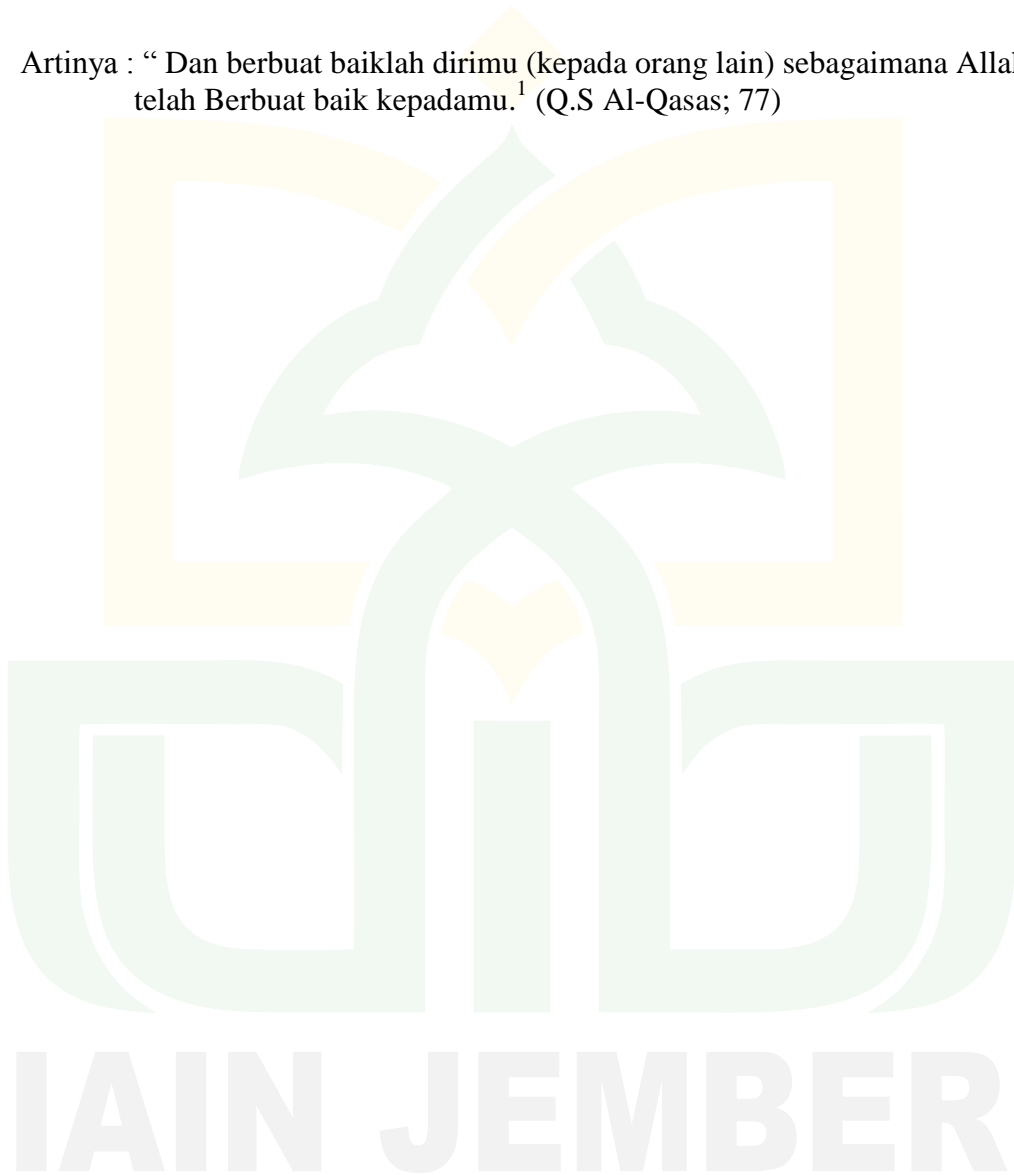 Artinya : “ Dan berbuat baiklah dirimu (kepada orang lain) sebagaimana Allah
telah Berbuat baik kepadamu.¹ (Q.S Al-Qasas; 77)
IAIN JEMBER